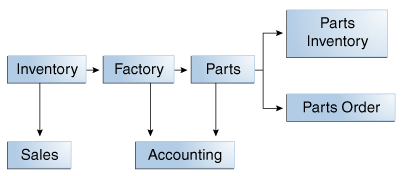 Parts
Inventory
Inventory
Factory
Parts
Parts Order
Sales
Accounting